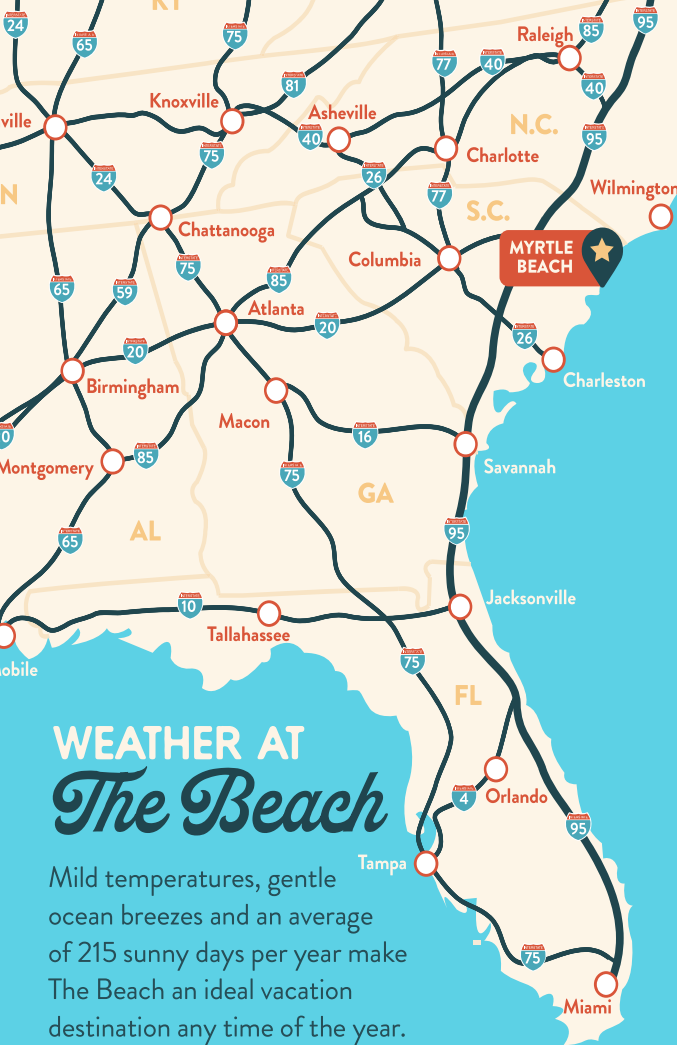 KY
24
65
75
77
Raleigh
85
95
40
81
40
Knoxville
Asheville
ville
N.C.
95
40
75
Charlotte
24
26
77
Wilmington
N
S.C.
Chattanooga
MYRTLE
BEACH
Columbia
75
85
65
59
Atlanta
20
20
26
Birmingham
Charleston
Macon
0
16
85
Montgomery
Savannah
75
GA
AL
95
65
10
Jacksonville
Tallahassee
obile
75
FL
WEATHER AT
The Beach
Orlando
4
95
Tampa
Mild temperatures, gentle
ocean breezes and an average
of 215 sunny days per year make
The Beach an ideal vacation
destination any time of the year.
75
Miami